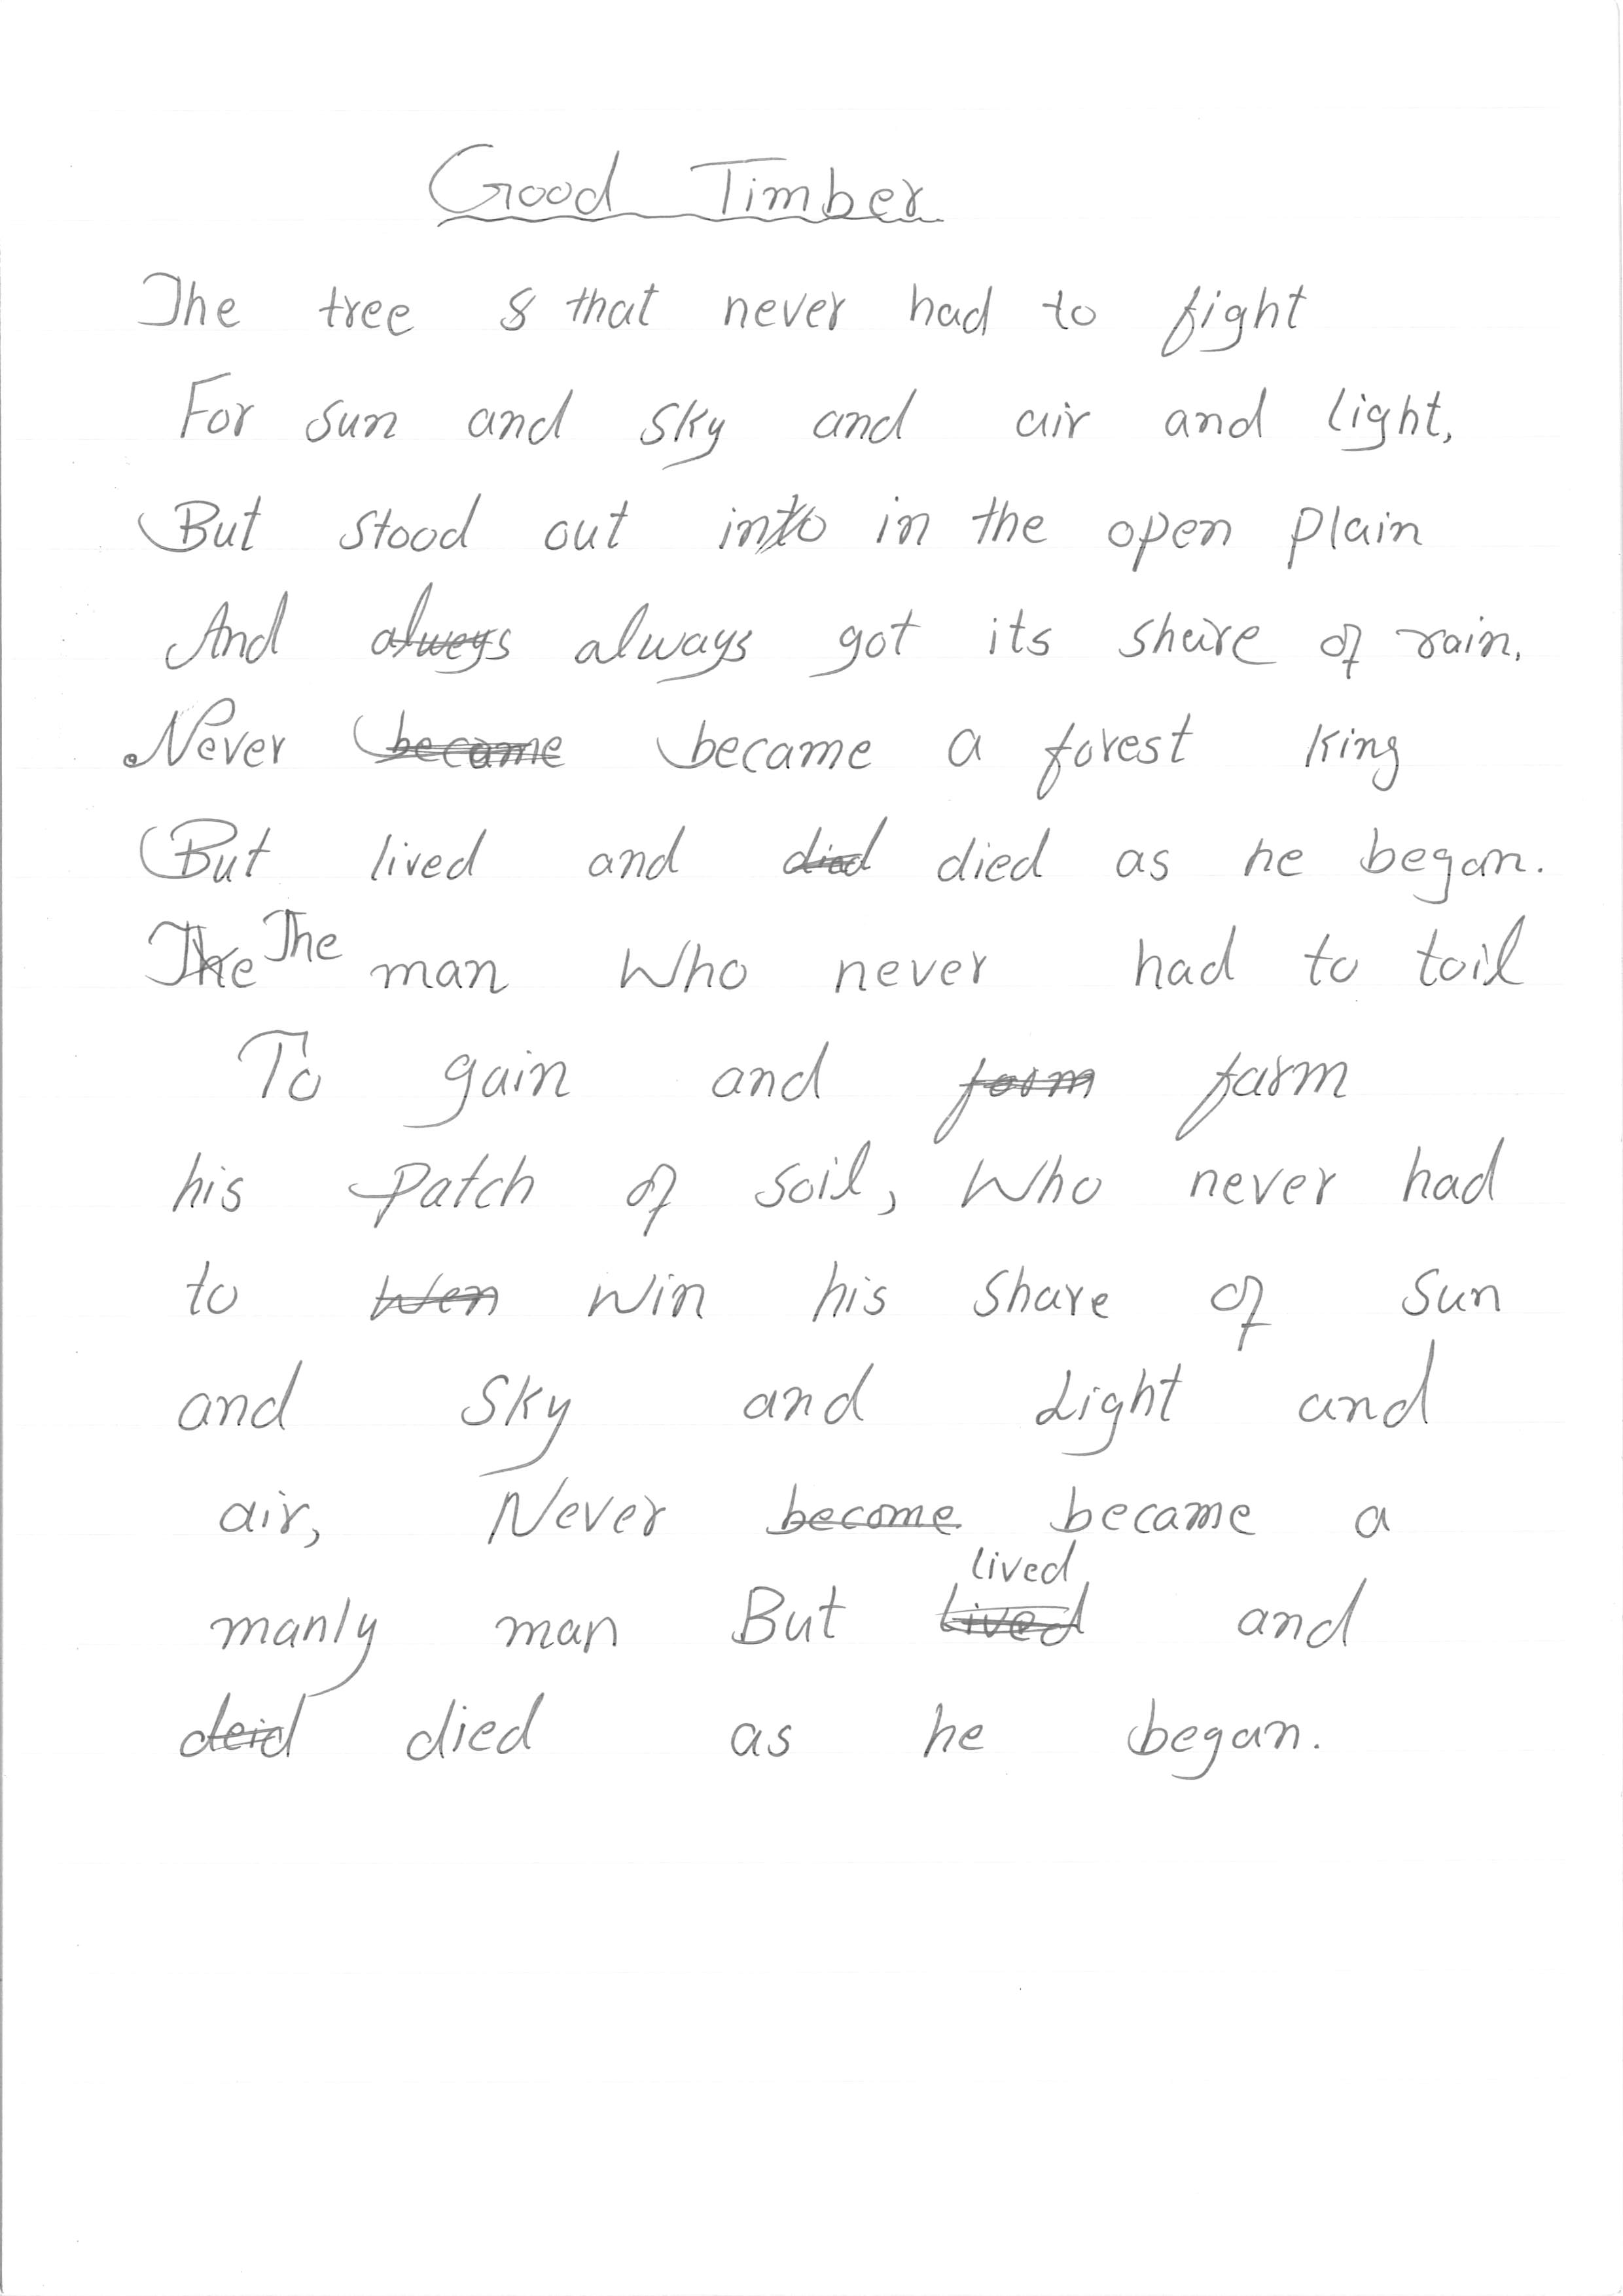 Good Timber
The tree & that never had to fight
For sun and sky and air and light,
But stood out into in the open plain
And alweys always got its share of rain,
Never became became a forest king
But lived and did died as he began.
The The man Who never had to toil
To gain and form farm
his patch of soil, Who never had
to Wen Win his share of Sun
and Sky and Light and
air, Never become became a
lived
manly man But lived and
deid died as he began.